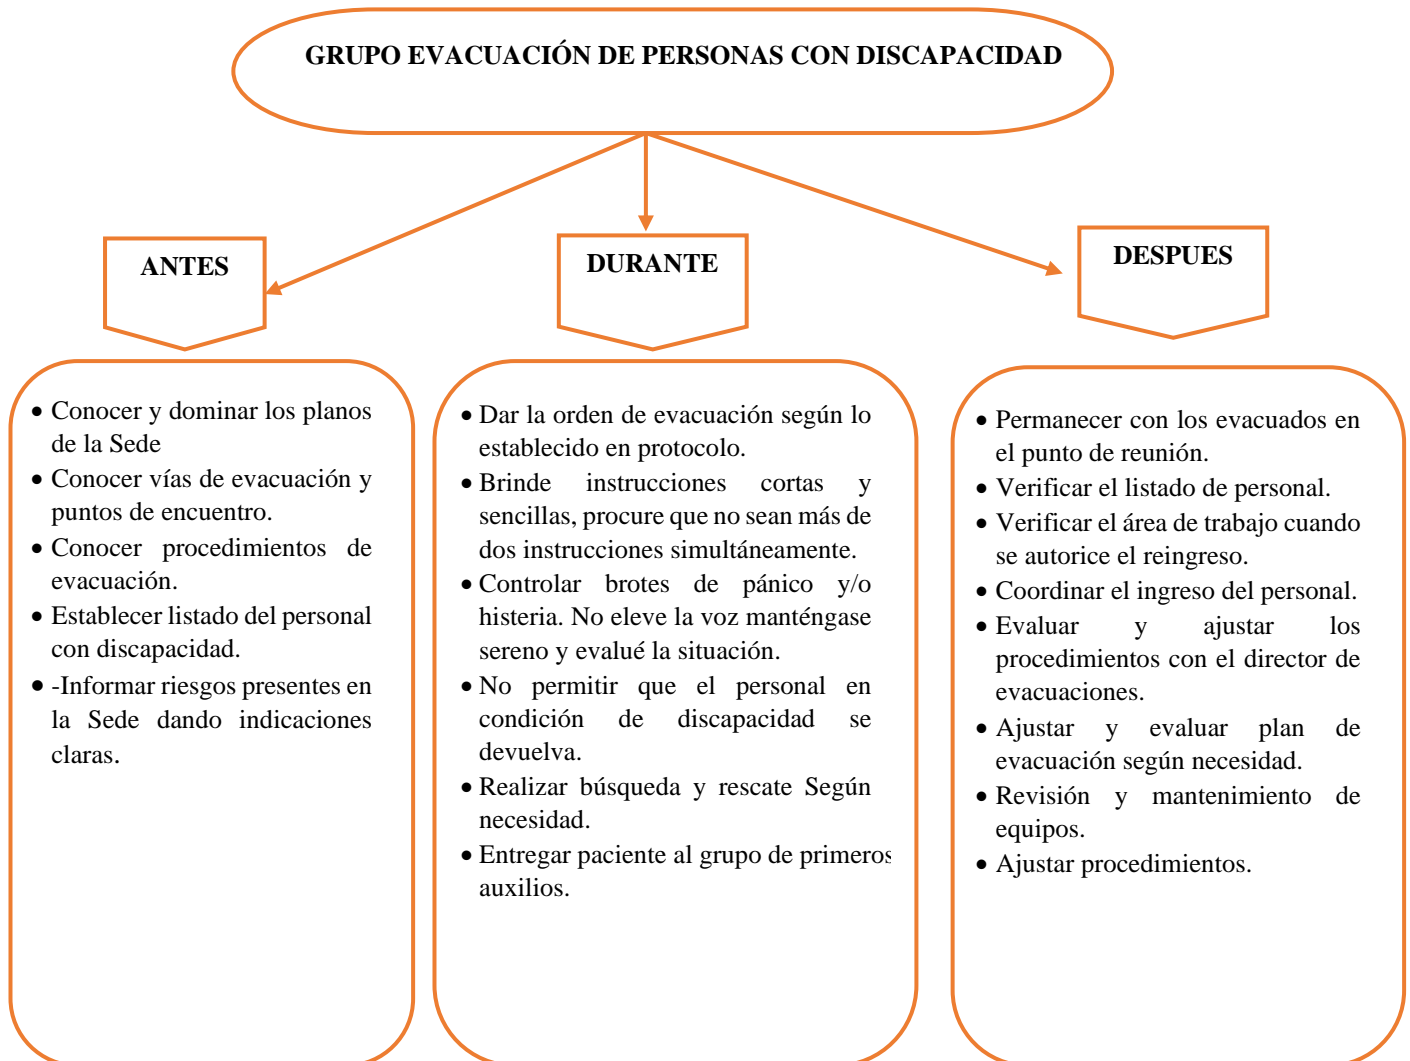 GRUPO EVACUACIÓN DE PERSONAS CON DISCAPACIDAD
ANTES
• Conocer y dominar los planos
de la Sede
• Conocer vías de evacuación y
puntos de encuentro.
• Conocer procedimientos de
evacuación.
• Establecer listado del personal
con discapacidad.
• -Informar riesgos presentes en
la Sede dando indicaciones
claras.
DURANTE
• Dar la orden de evacuación según lo
establecido en protocolo.
• Brinde instrucciones cortas y
sencillas, procure que no sean más de
dos instrucciones simultáneamente.
• Controlar brotes de pánico y/o
histeria. No eleve la voz manténgase
sereno y evalué la situación.
• No permitir que el personal en
condición de discapacidad se
devuelva.
• Realizar búsqueda y rescate Según
necesidad.
• Entregar paciente al grupo de primeros
auxilios.
DESPUES
• Permanecer con los evacuados en
el punto de reunión.
• Verificar el listado de personal.
• Verificar el área de trabajo cuando
se autorice el reingreso.
• Coordinar el ingreso del personal.
• Evaluar y ajustar los
procedimientos con el director de
evacuaciones.
• Ajustar y evaluar plan de
evacuación según necesidad.
• Revisión y mantenimiento de
equipos.
• Ajustar procedimientos.